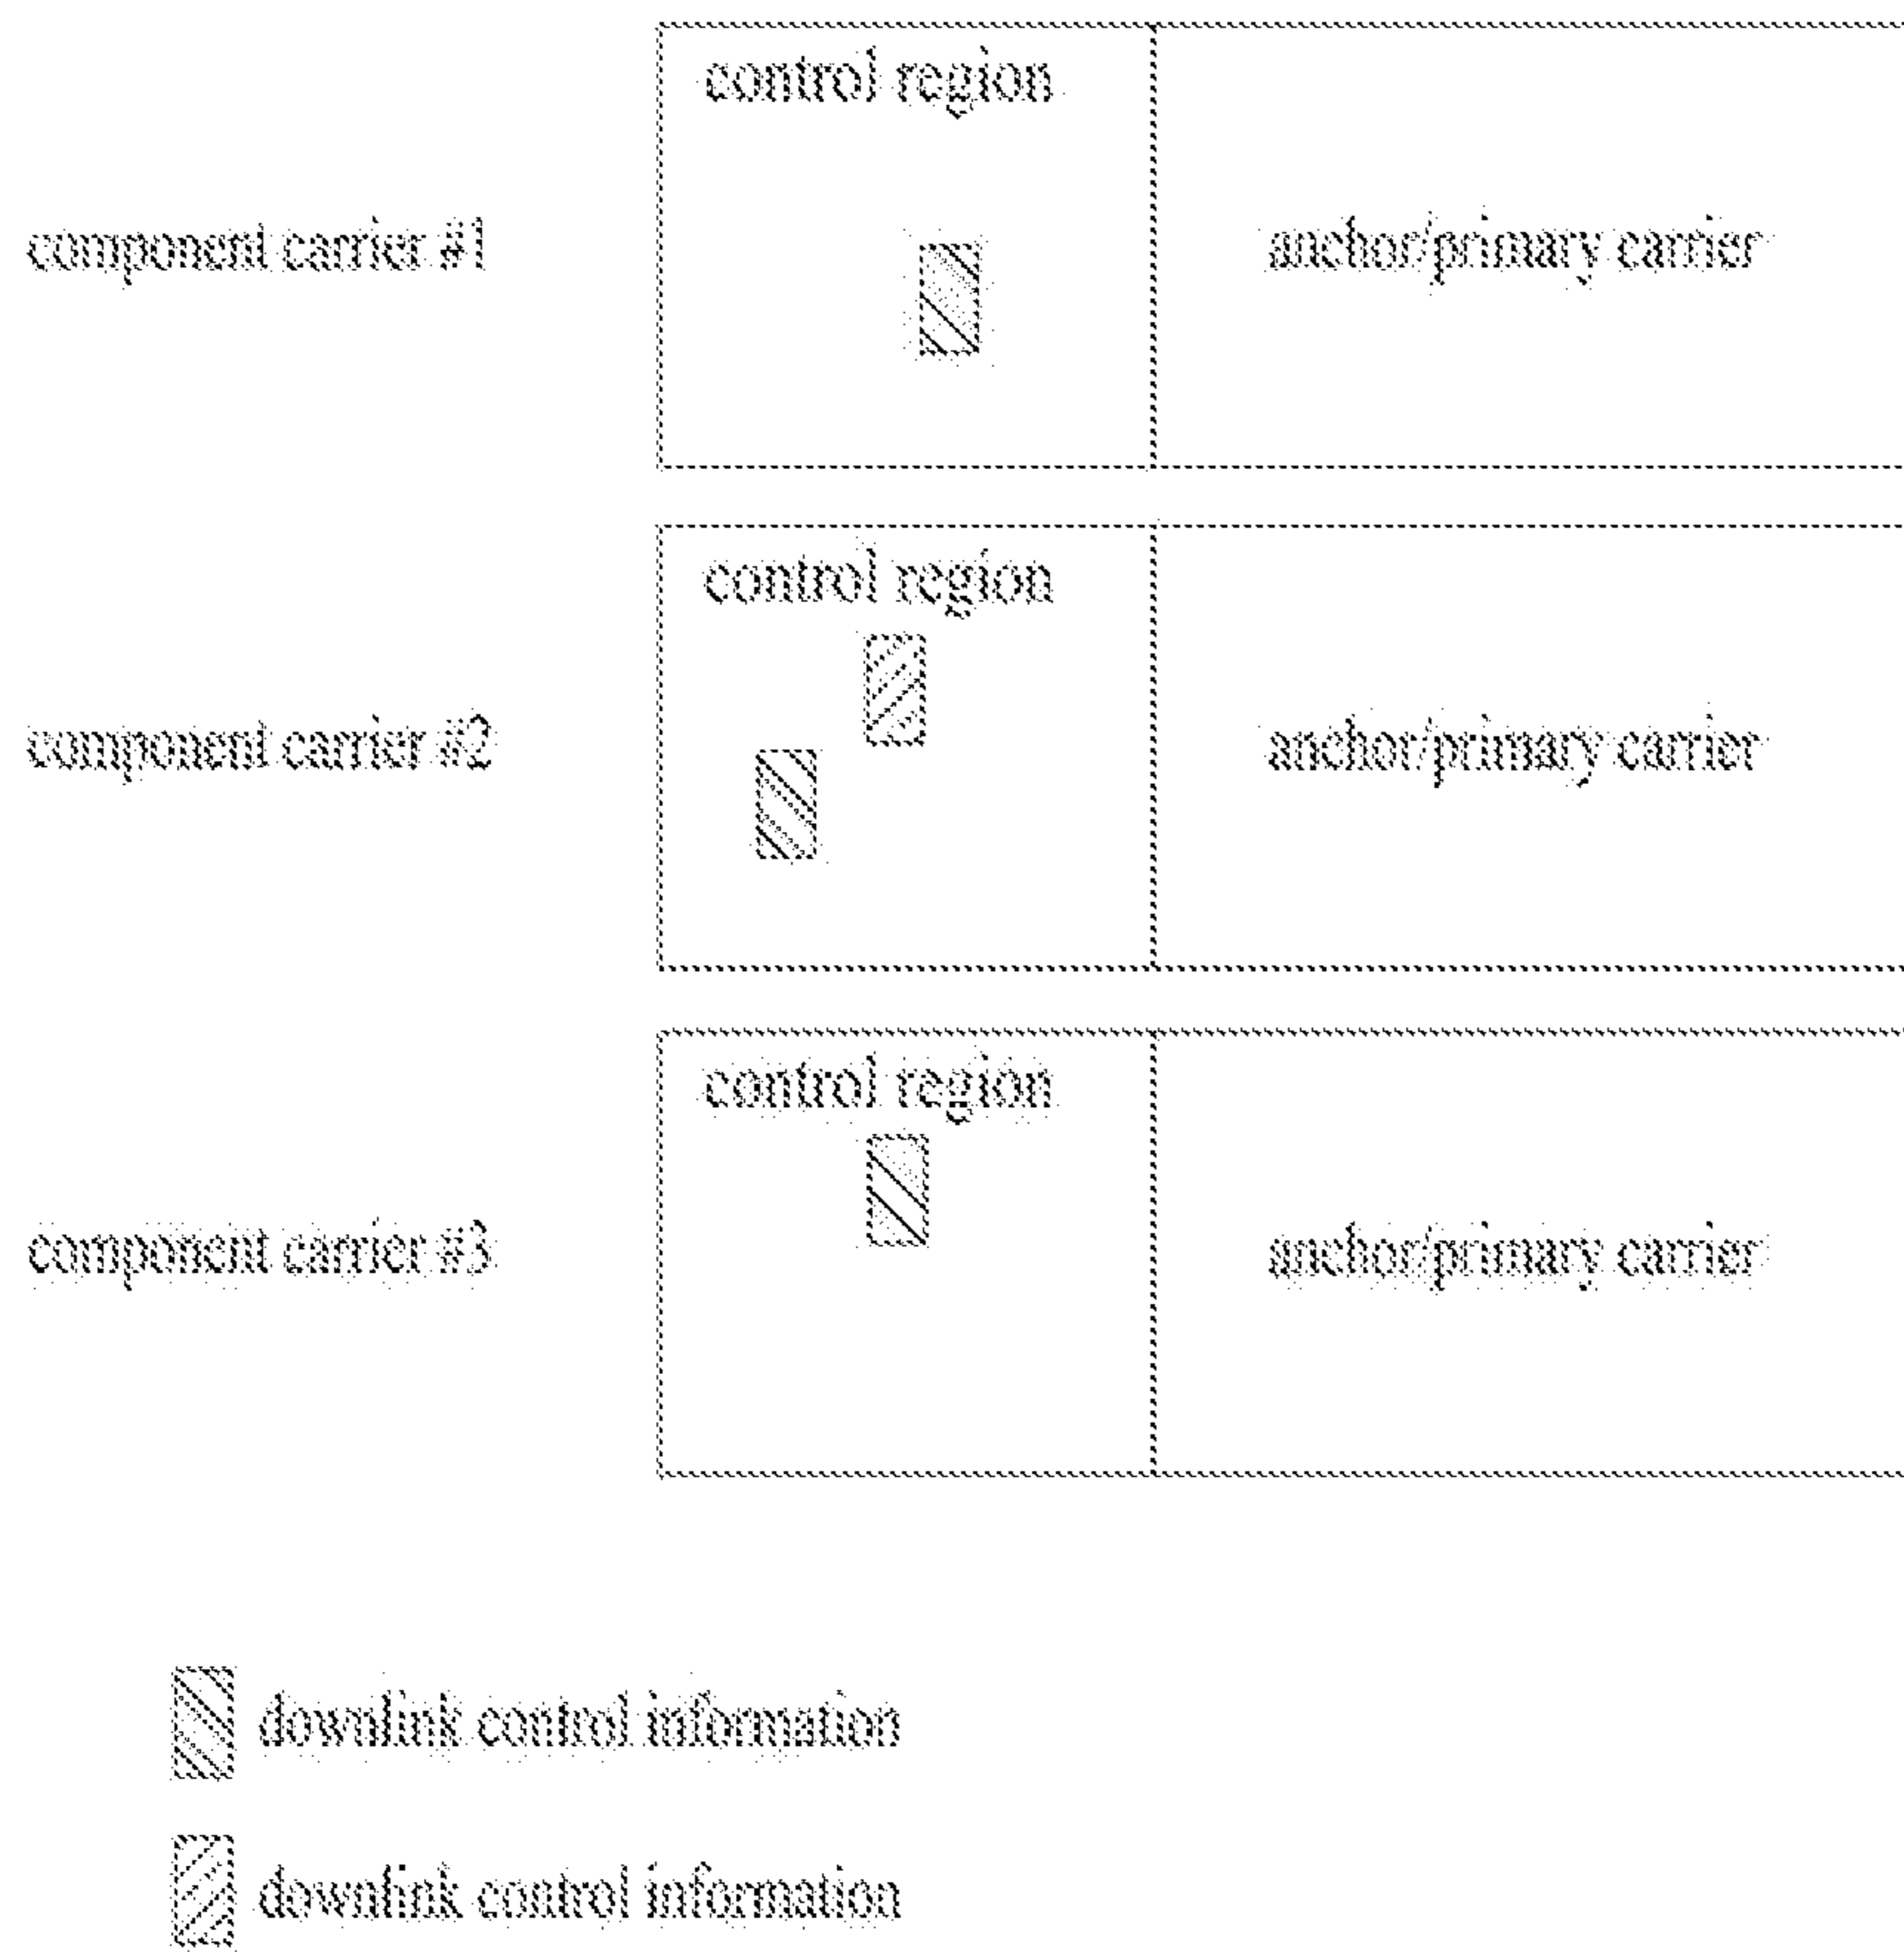 control region
component carrier #1
anchor/primary carrier
control region
component carrier #2
anchor/primary carrier
control region
component carrier #3
anchor/primary carrier
downlink control information
downlink control information